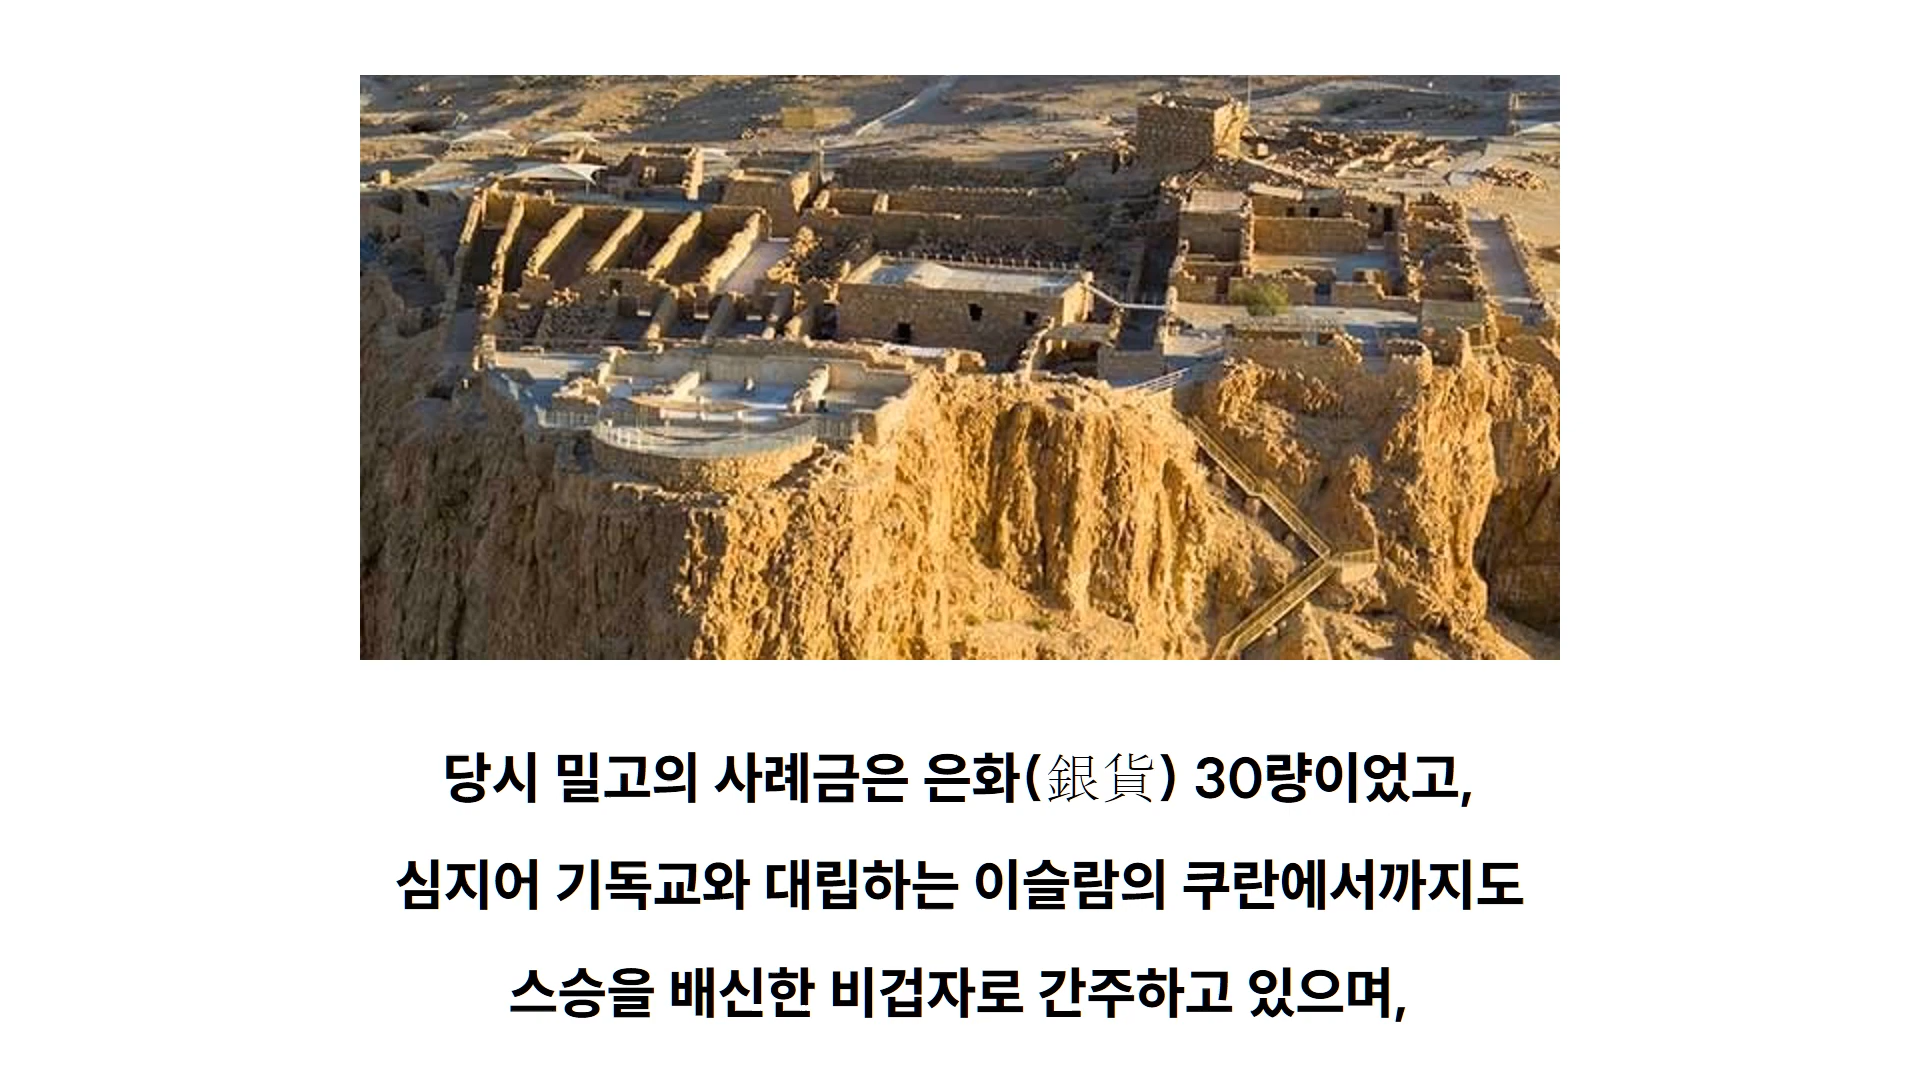 당시 밀고의 사례금은 은화(銀貨) 30량이었고,
심지어 기독교와 대립하는 이슬람의 쿠란에서까지도
스승을 배신한 비겁자로 간주하고 있으며,